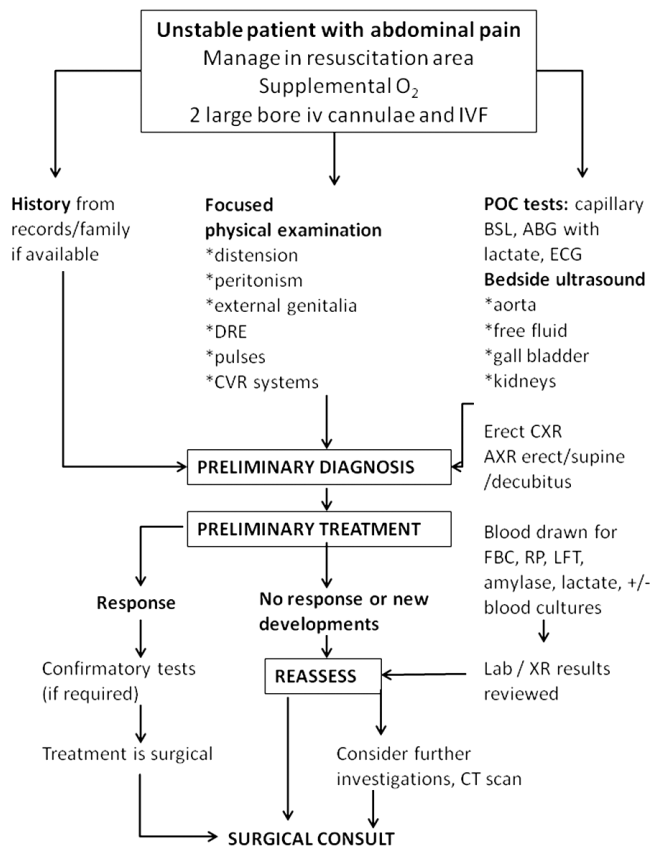 Unstable patient with abdominal pain
Manage in resuscitation area
Supplemental O₂
2 large bore iv cannulae and IVF
History from
records/family
if available
Focused
physical examination
*distension
*peritonism
*external genitalia
*DRE
*pulses
*CVR systems
POC tests: capillary
BSL, ABG with
lactate, ECG
Bedside ultrasound
*aorta
*free fluid
*gall bladder
*kidneys
Erect CXR
AXR erect/supine
/decubitus
PRELIMINARY DIAGNOSIS
PRELIMINARY TREATMENT
Blood drawn for
FBC, RP, LFT,
amylase, lactate, +/-
blood cultures
Response
No response or new
developments
Confirmatory tests
(if required)
REASSESS
Lab / XR results
reviewed
Treatment is surgical
Consider further
investigations, CT scan
SURGICAL CONSULT